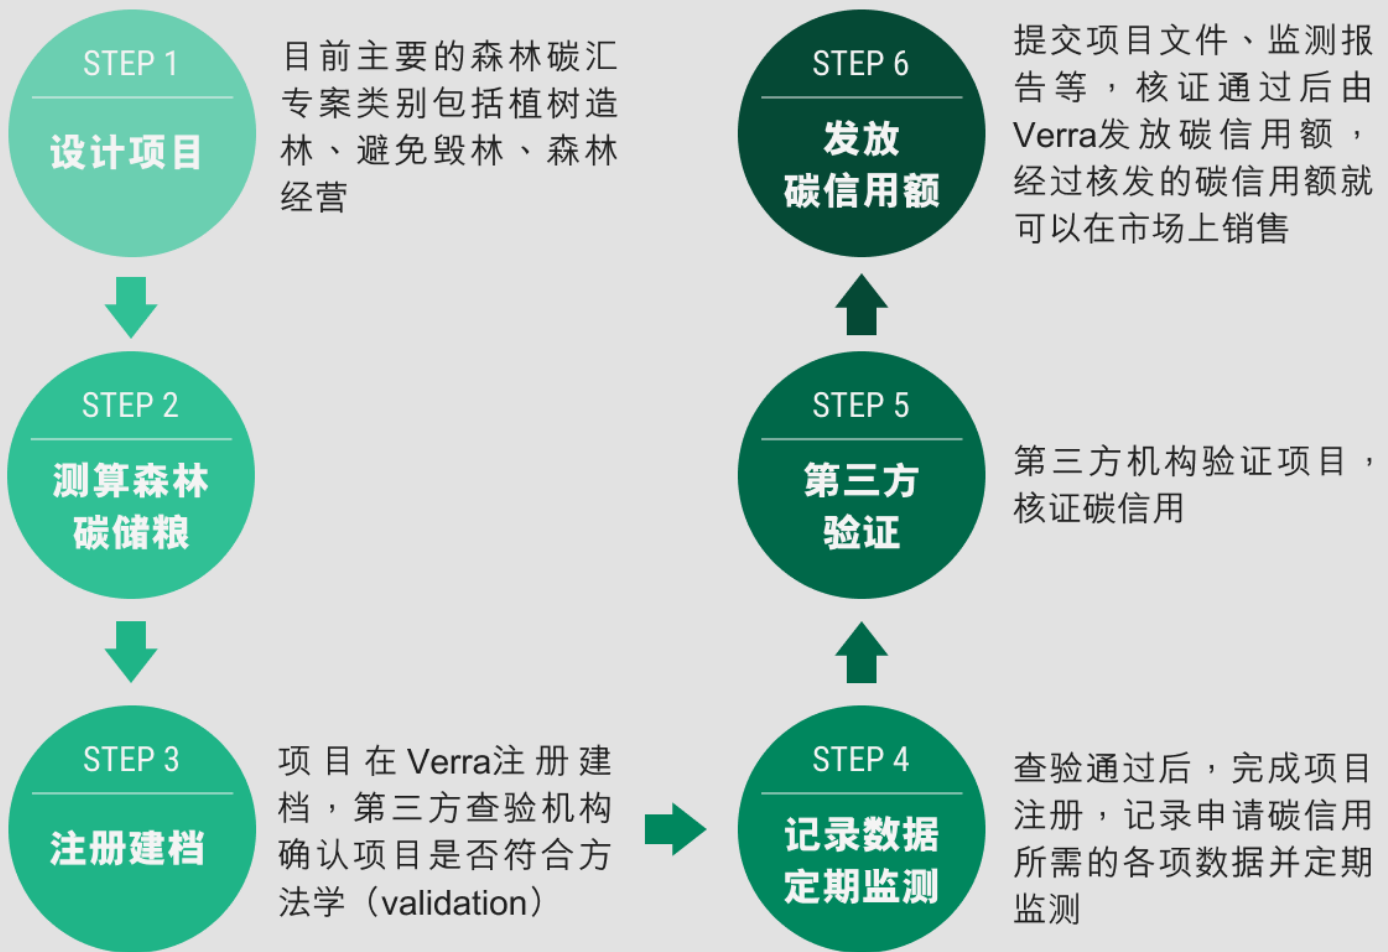 STEP 1
设计项目
目前主要的森林碳汇
专案类别包括植树造
林、避免毁林、森林
经营
STEP 2
测算森林
碳储粮
STEP 3
注册建档
项目在Verra注册建
档，第三方查验机构
确认项目是否符合方
法学（validation）
STEP 4
记录数据
定期监测
查验通过后，完成项目
注册，记录申请碳信用
所需的各项数据并定期
监测
STEP 5
第三方
验证
第三方机构验证项目，
核证碳信用
STEP 6
发放
碳信用额
提交项目文件、监测报
告等，核证通过后由
Verra发放碳信用额，
经过核发的碳信用额就
可以在市场上销售